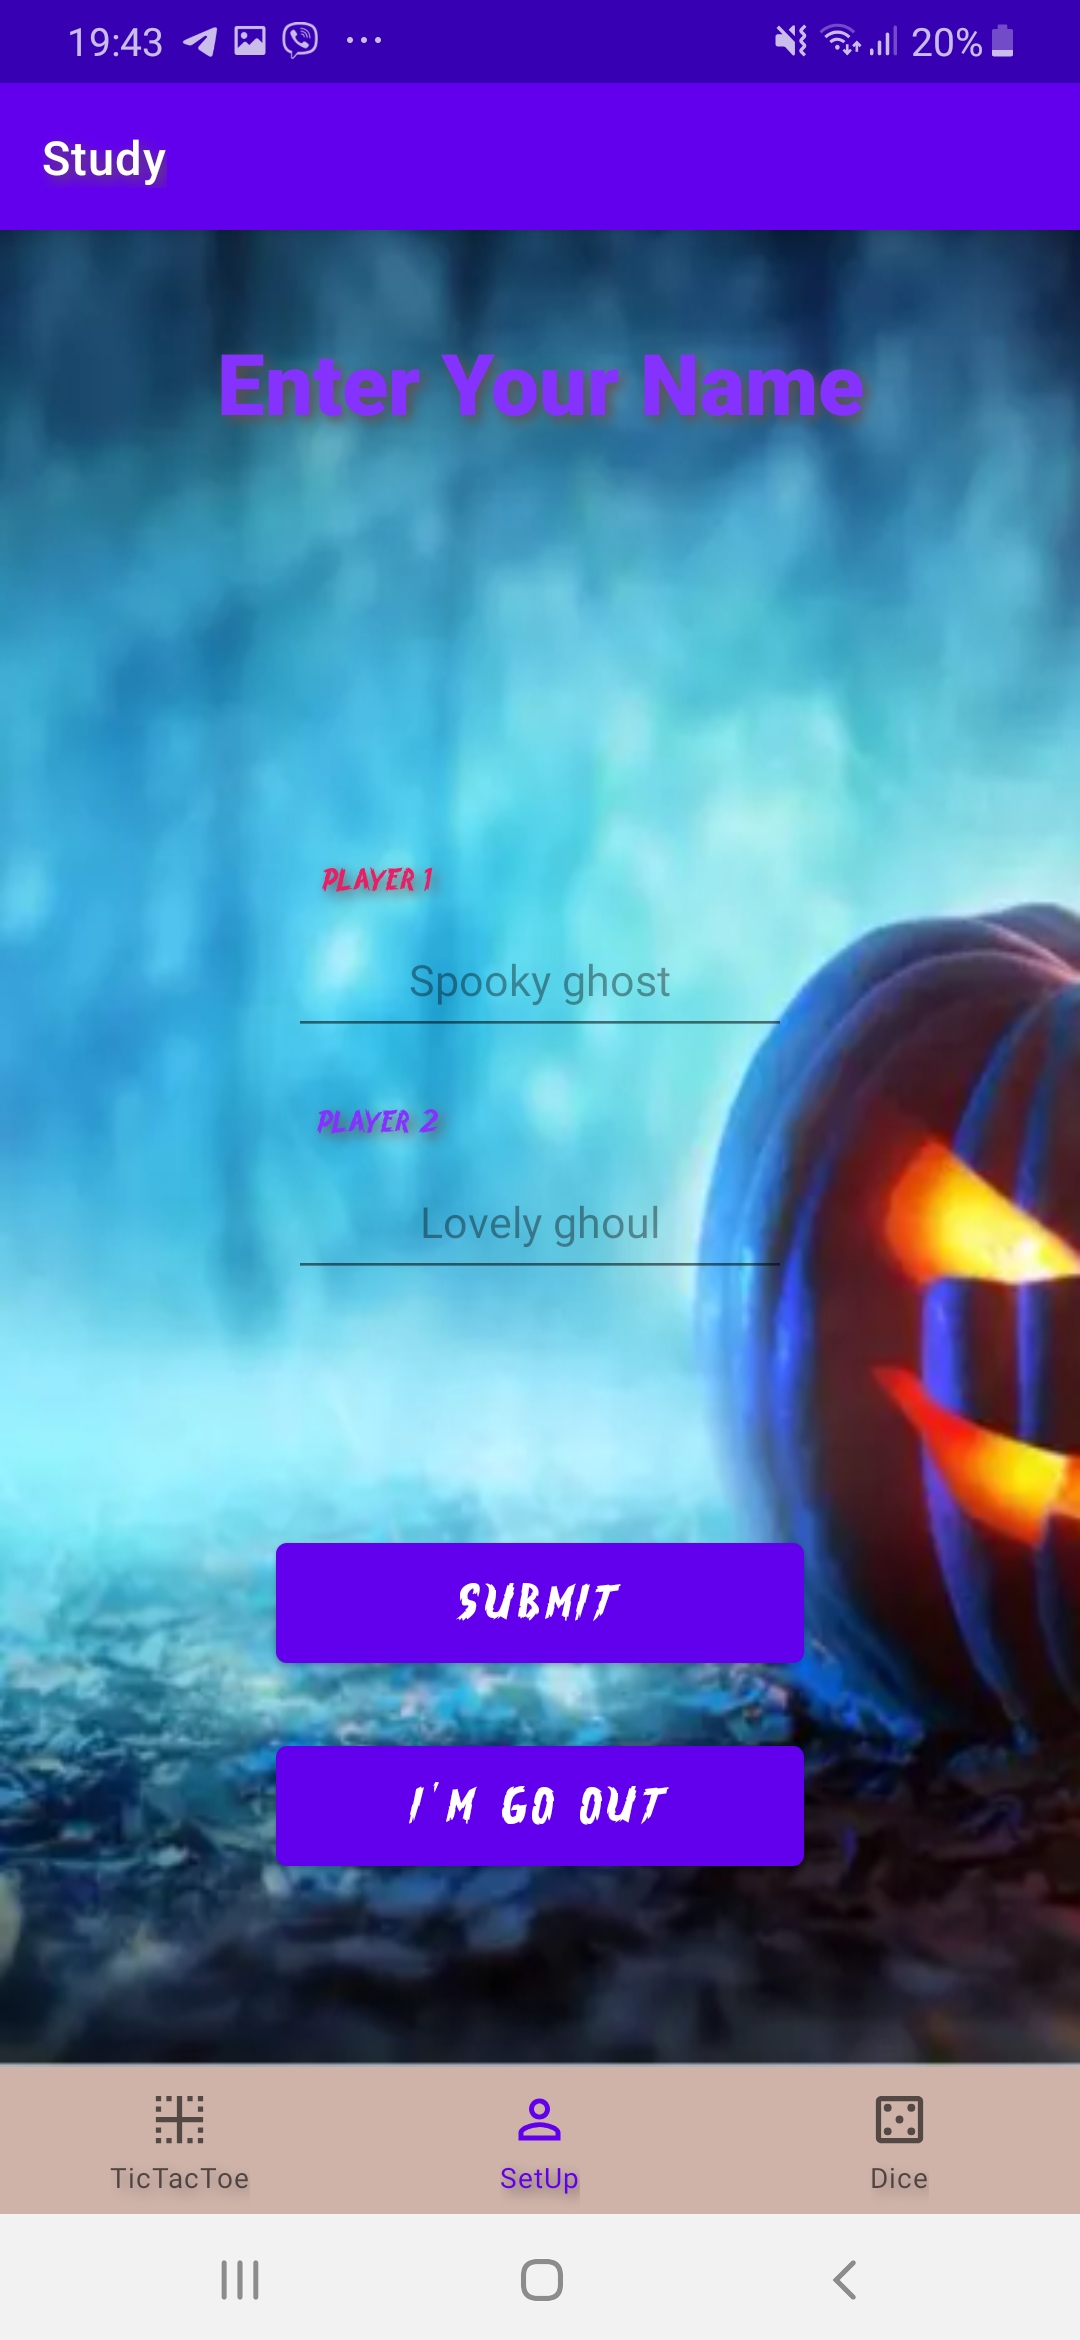 19:43 20%
Study
Enter Your Name
PLAYER 1
Spooky ghost
PLAYER 2
Lovely ghoul
SUBMIT
I'M GO OUT
TicTacToe SetUp Dice